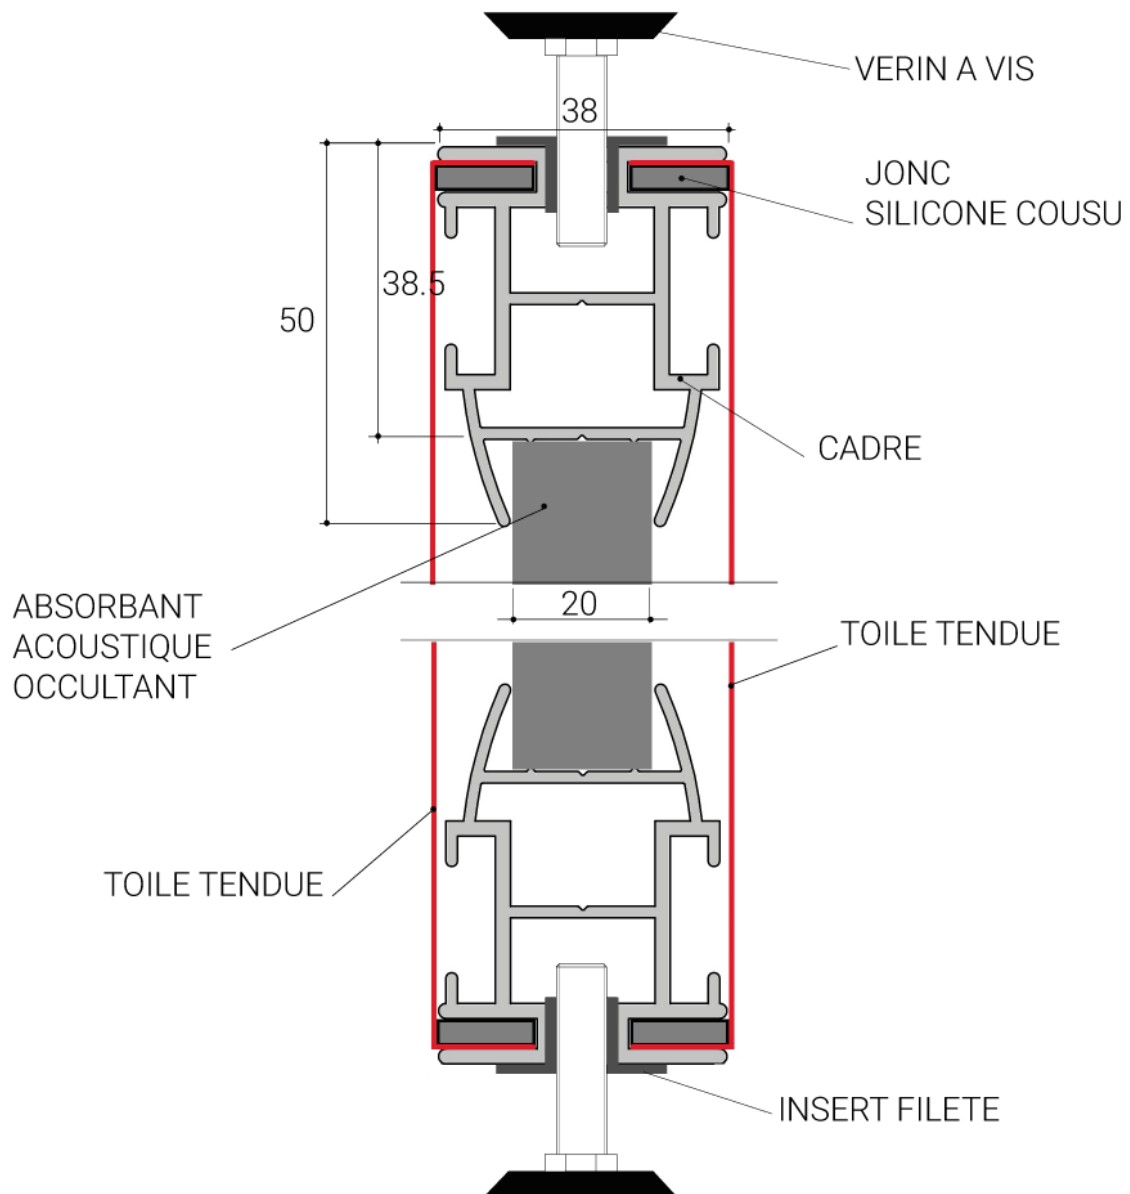 VERIN A VIS
38
JONC
SILICONE COUSU
38.5
50
CADRE
ABSORBANT
ACOUSTIQUE
OCCULTANT
20
TOILE TENDUE
TOILE TENDUE
INSERT FILETE